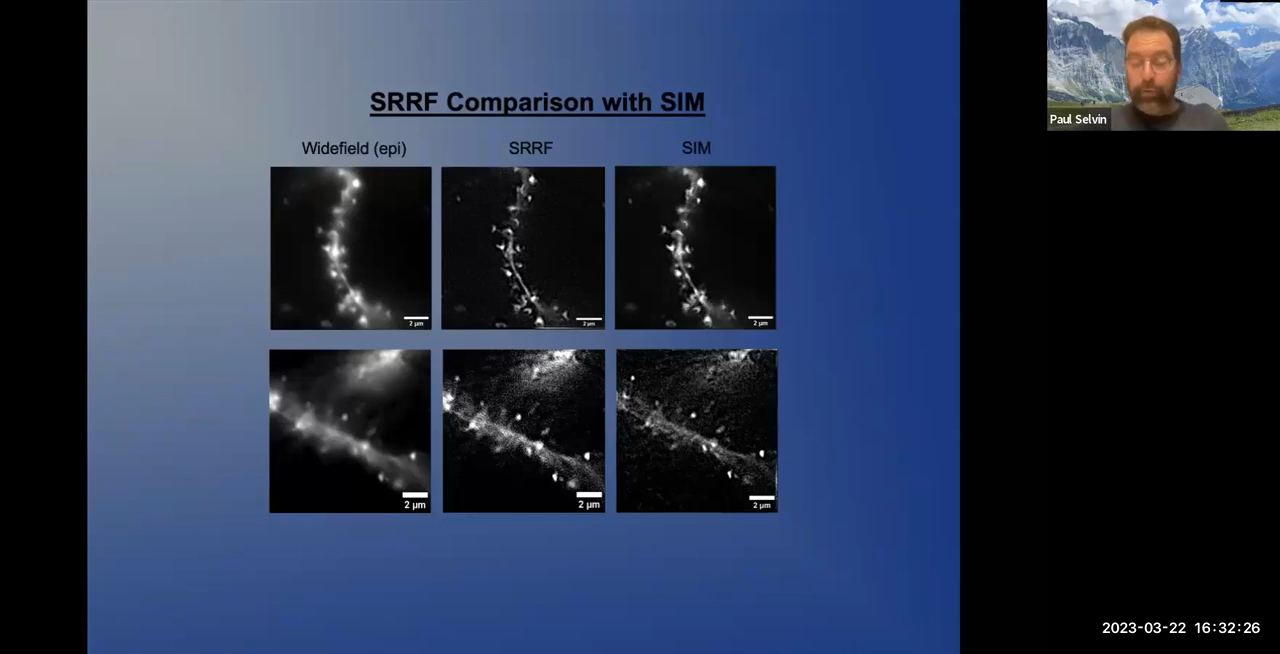 SRRF Comparison with SIM
Widefield (epi)
SRRF
SIM
2 µm
2 µm
2 µm
2 µm
2 µm
2 µm
Paul Selvin
2023-03-22 16:32:26